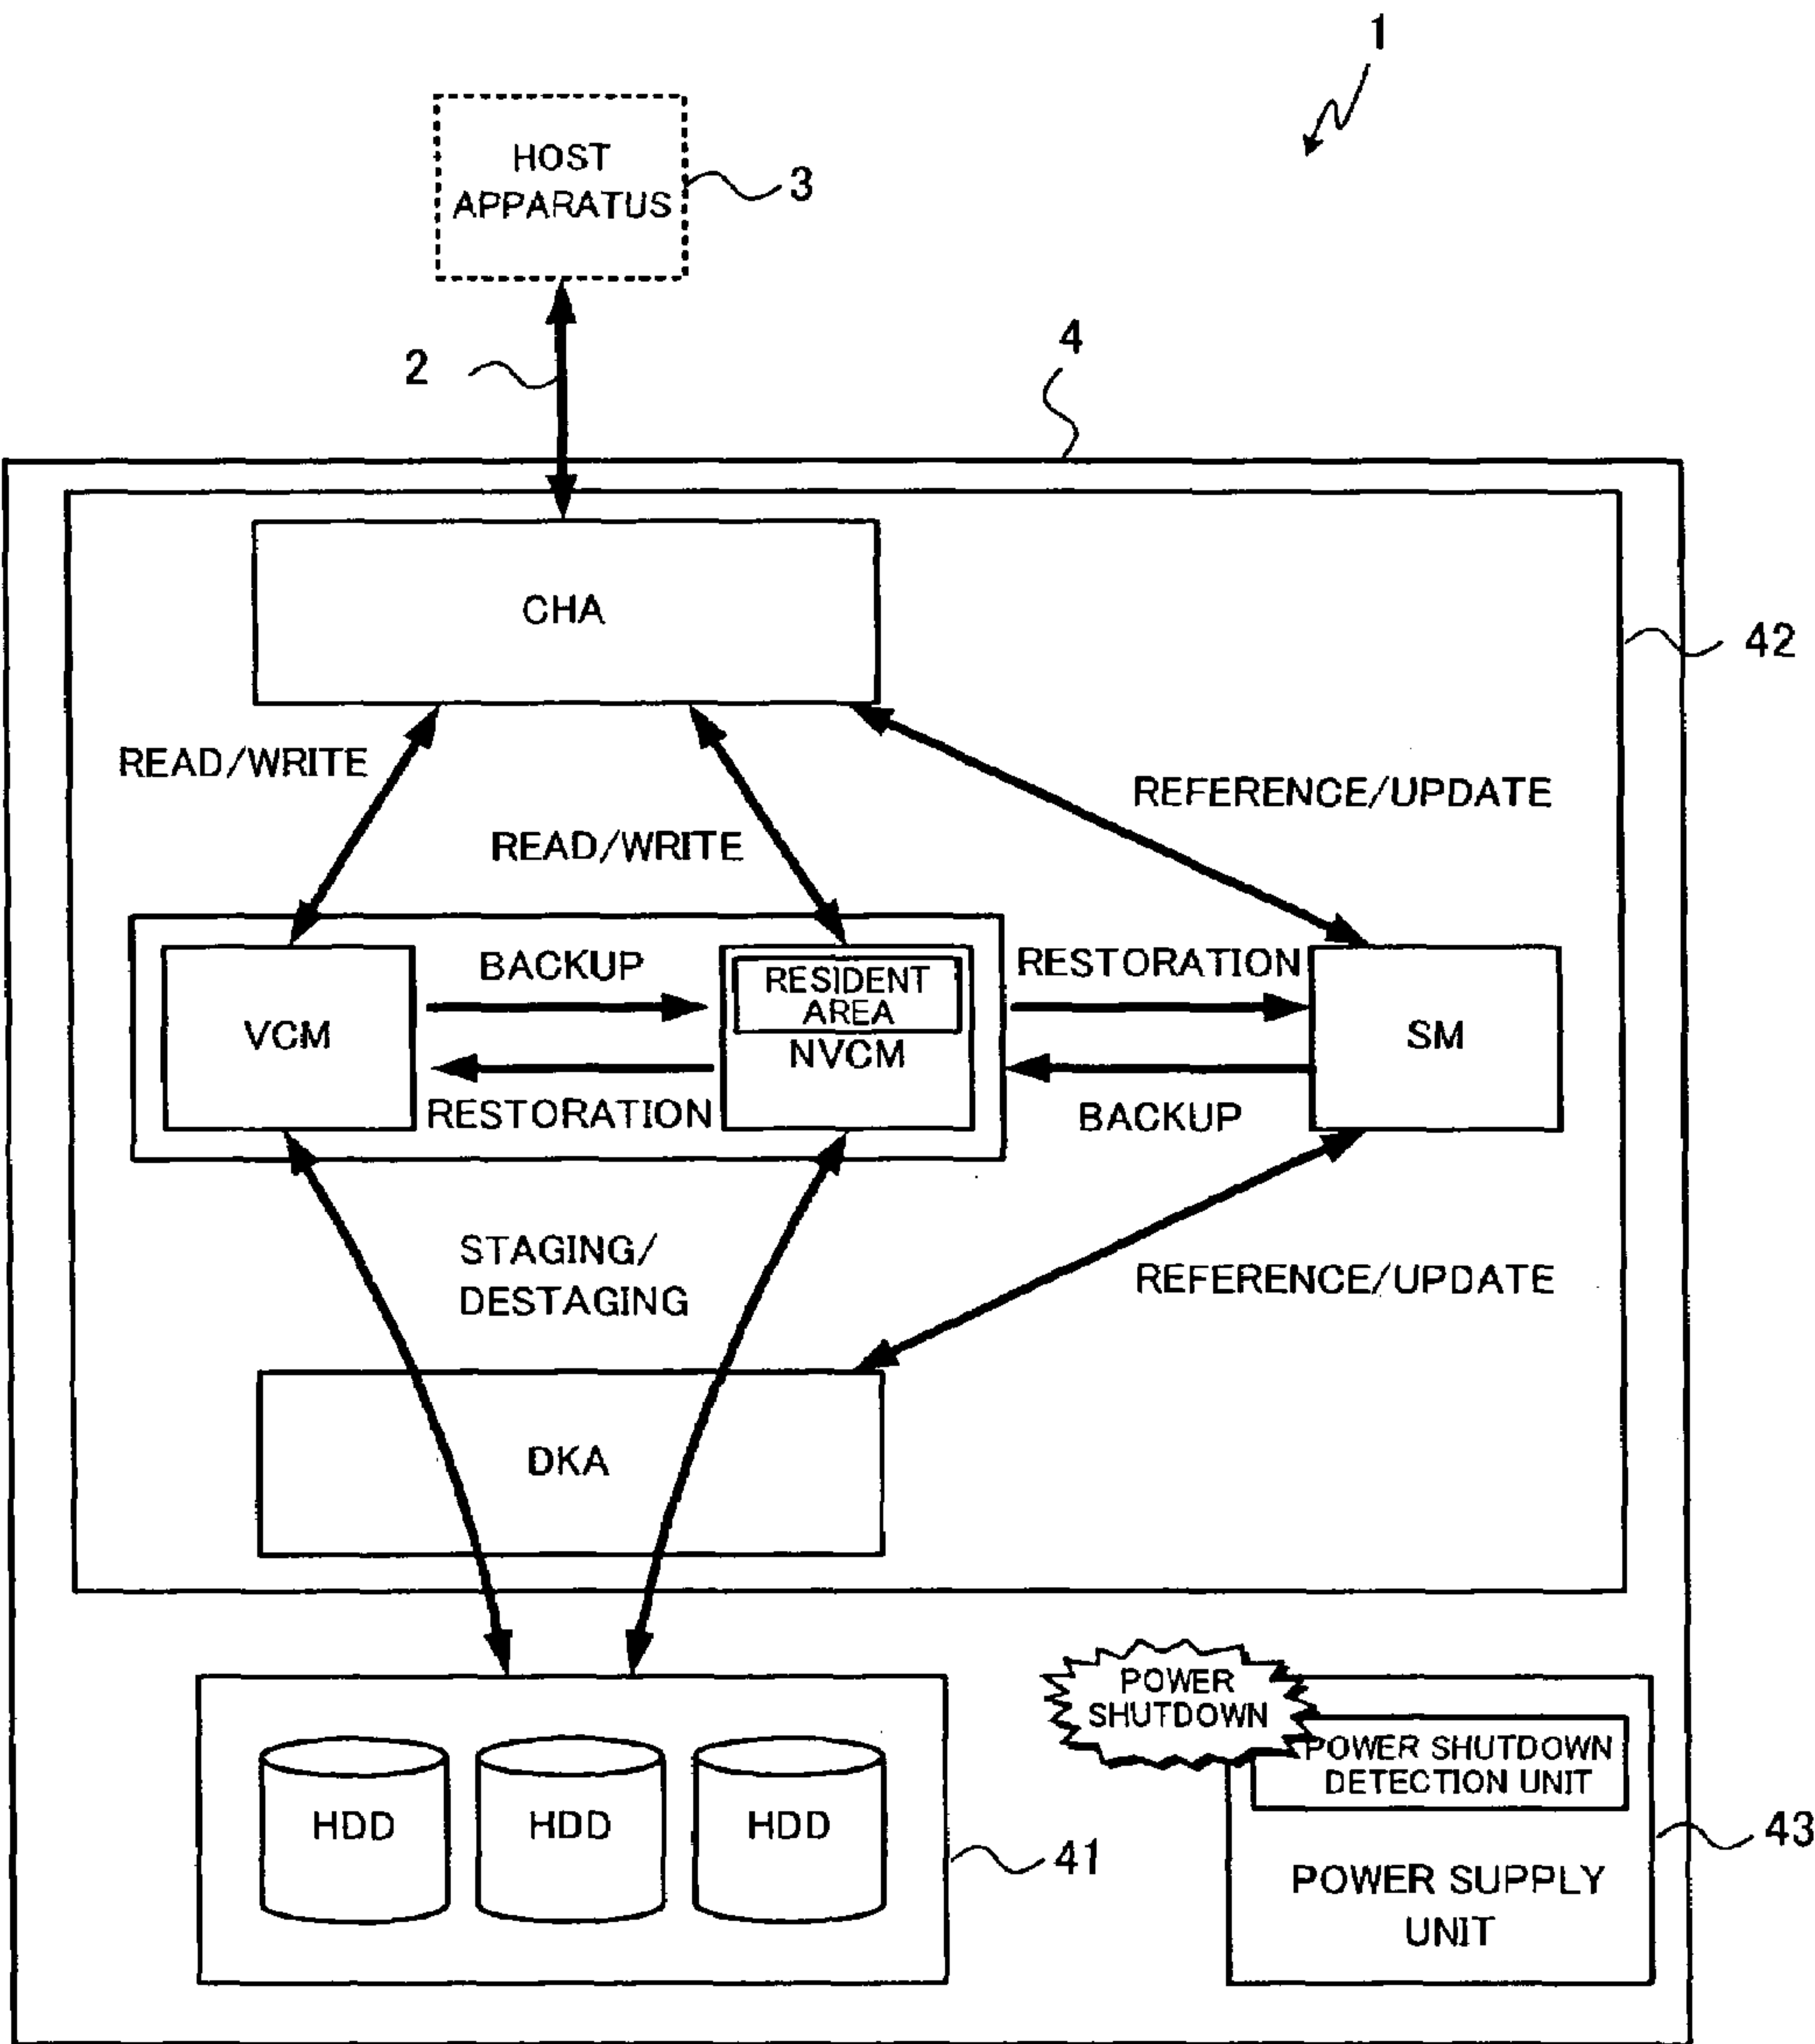 1
HOST
APPARATUS
3
2
4
CHA
42
READ/WRITE
REFERENCE/UPDATE
READ/WRITE
BACKUP
RESIDENT
AREA
RESTORATION
VCM
NVCM
SM
RESTORATION
BACKUP
STAGING/
DESTAGING
REFERENCE/UPDATE
DKA
POWER
SHUTDOWN
POWER SHUTDOWN
DETECTION UNIT
HDD
HDD
HDD
43
41
POWER SUPPLY
UNIT